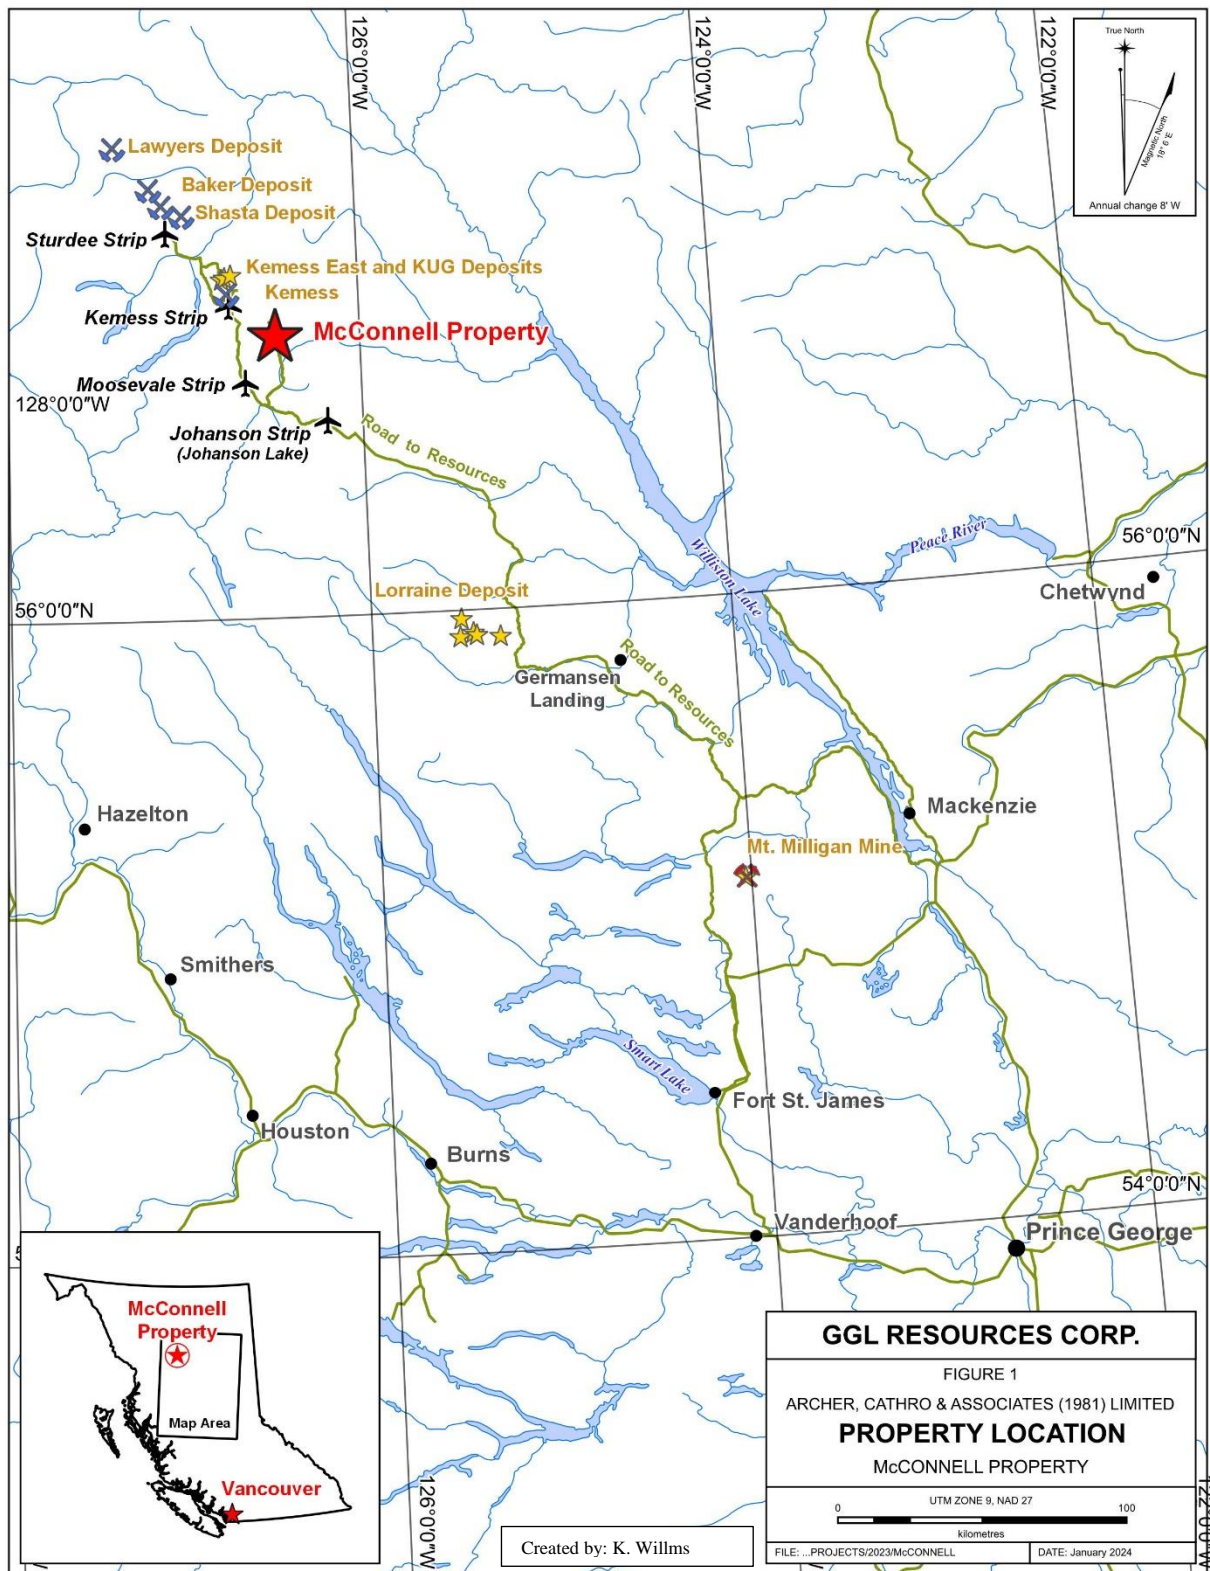 126°0'0"W
124°0'0"W
122°0'0"W
True North
Magnetic North
18° 6 'E
Annual change 8' W
Lawyers Deposit
Baker Deposit
Shasta Deposit
Sturdee Strip
Kemess East and KUG Deposits
Kemess
Kemess Strip
McConnell Property
Moosevale Strip
128°0'0"W
Johanson Strip
(Johanson Lake)
Road to Resources
Peace River
56°0'0"N
Williston Lake
Chetwynd
Lorraine Deposit
56°0'0"N
Germansen
Landing
Road to Resources
Hazelton
Mackenzie
Mt. Milligan Mine
Smithers
Smart Lake
Fort St. James
Houston
Burns
54°0'0"N
Vanderhoof
Prince George
McConnell
Property
Map Area
Vancouver
126°0'0"W
122°0'0"W
Created by: K. Willms
GGL RESOURCES CORP.
FIGURE 1
ARCHER, CATHRO & ASSOCIATES (1981) LIMITED
PROPERTY LOCATION
McCONNELL PROPERTY
UTM ZONE 9, NAD 27
0 100
kilometres
FILE: ...PROJECTS/2023/McCONNELL
DATE: January 2024